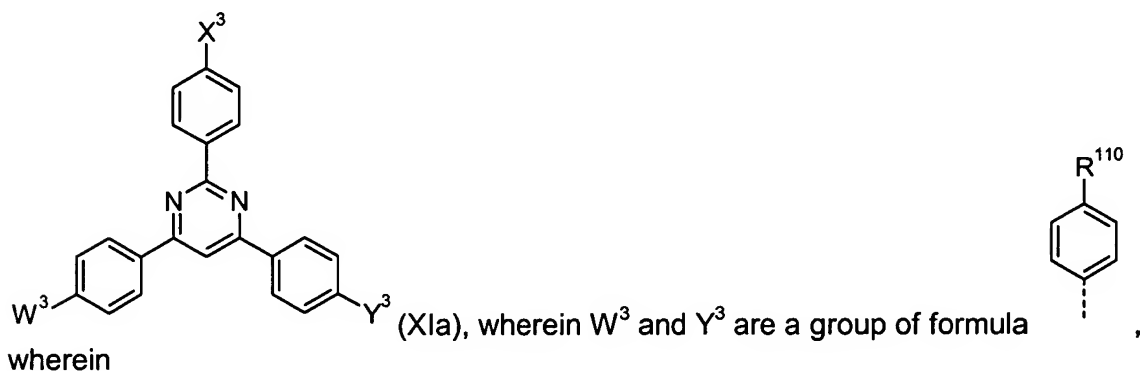 X³
R¹¹⁰
N N
W³ Y³ (XIa), wherein W³ and Y³ are a group of formula ,
wherein